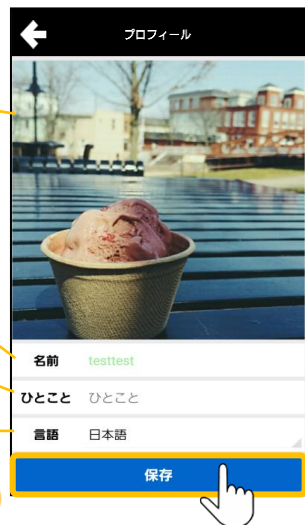 プロフィール
名前 testtest
ひとこと ひとこと
言語 日本語
保存